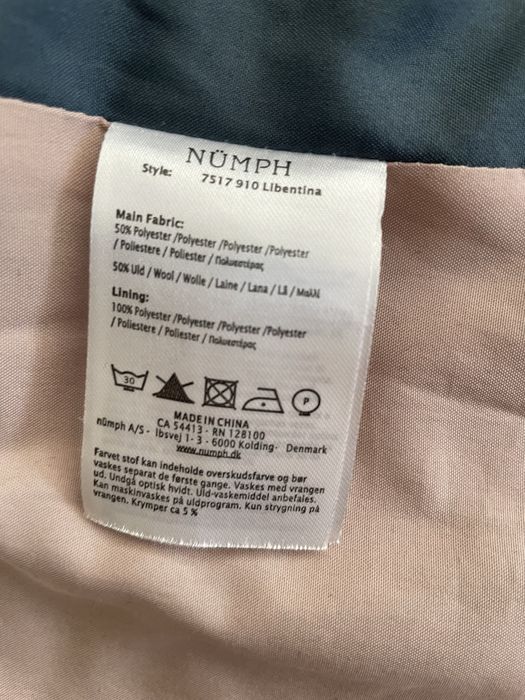 NÜMPH
Style: 7517 910 Libentina
Main Fabric:
50% Polyester /Polyester /Polyester /Polyester
/ Poliestere / Poliester / Πολυεστέρας
50% Uld / Wool / Wolle / Laine / Lana / Lã / Μαλλί
Lining:
100% Polyester /Polyester /Polyester /Polyester
/ Poliestere / Poliester / Πολυεστέρας
30 P
MADE IN CHINA
CA 54413 - RN 128100
nümph A/S - Ibsvej 1- 3 - 6000 Kolding- Denmark
www.numph.dk
Farvet stof kan indeholde overskudsfarve og bør
vaskes separat de første gange. Vaskes med vrangen
ud. Undgå optisk hvidt. Uld-vaskemiddel anbefales.
Kan maskinvaskes på uldprogram. Kun strygning på
vrangen. Krymper ca 5 %